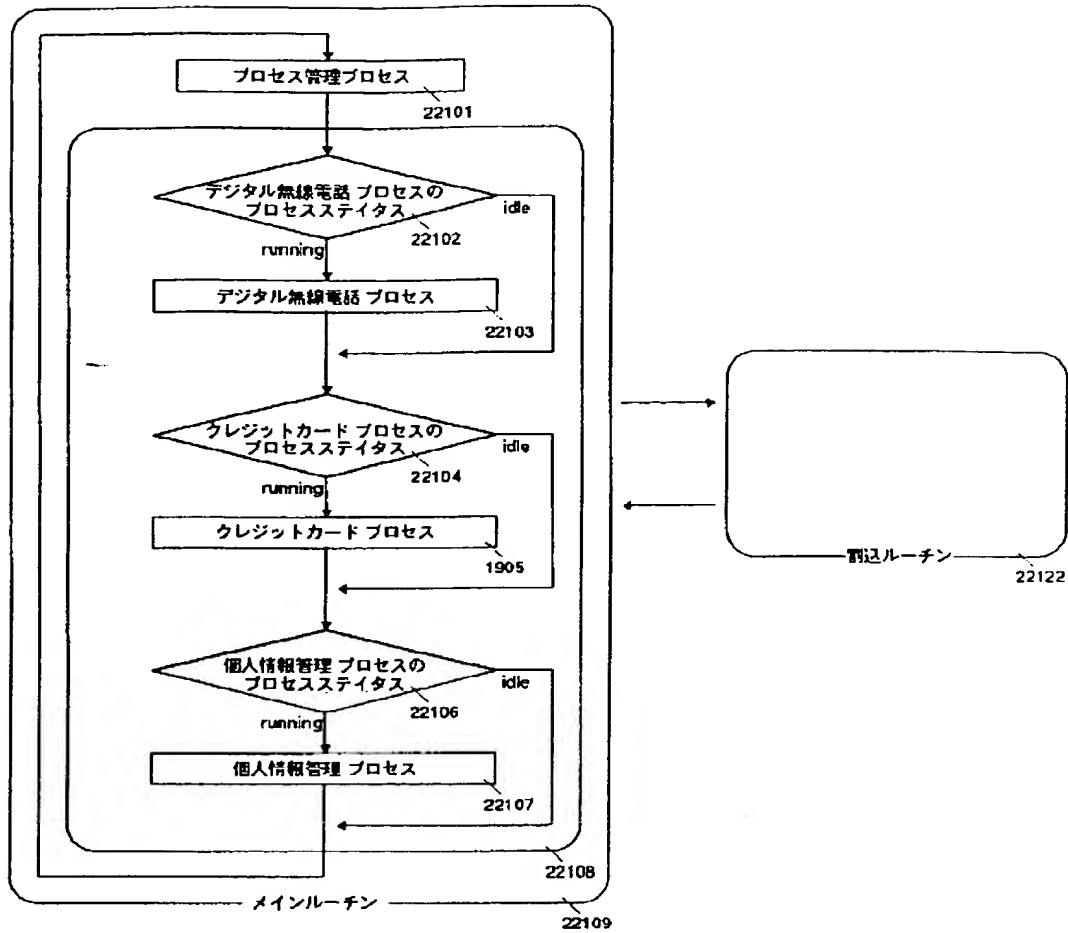 プロセス管理プロセス
22101
デジタル無線電話 プロセスの
プロセスステイタス
22102
idle
running
デジタル無線電話 プロセス
22103
クレジットカード プロセスの
プロセスステイタス
22104
idle
running
クレジットカード プロセス
1905
個人情報管理 プロセスの
プロセスステイタス
22106
idle
running
個人情報管理 プロセス
22107
22108
メインルーチン
22109
割込ルーチン
22122